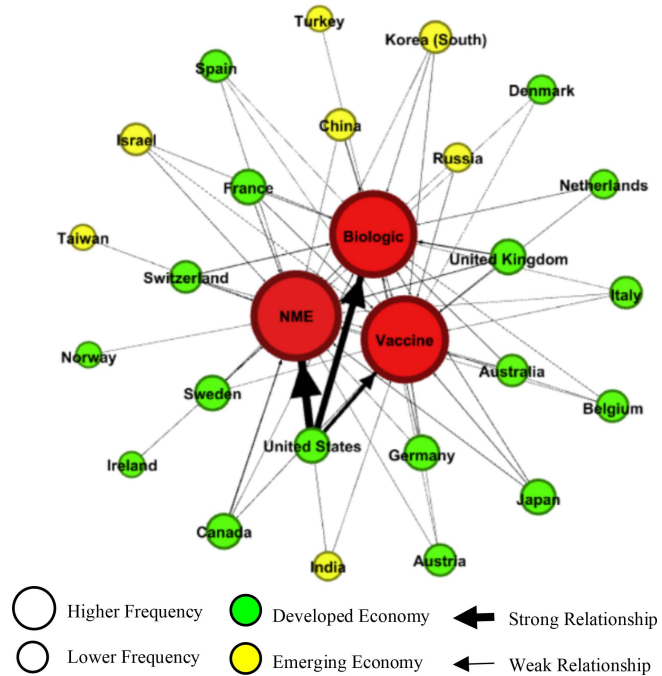 Turkey
Korea (South)
Spain
Denmark
China
Israel
Russia
France
Netherlands
Biologic
Taiwan
United Kingdom
Switzerland
Italy
NME
Vaccine
Norway
Australia
Sweden
Belgium
United States
Germany
Ireland
Japan
Canada
Austria
India
Higher Frequency
Developed Economy
Strong Relationship
Lower Frequency
Emerging Economy
Weak Relationship